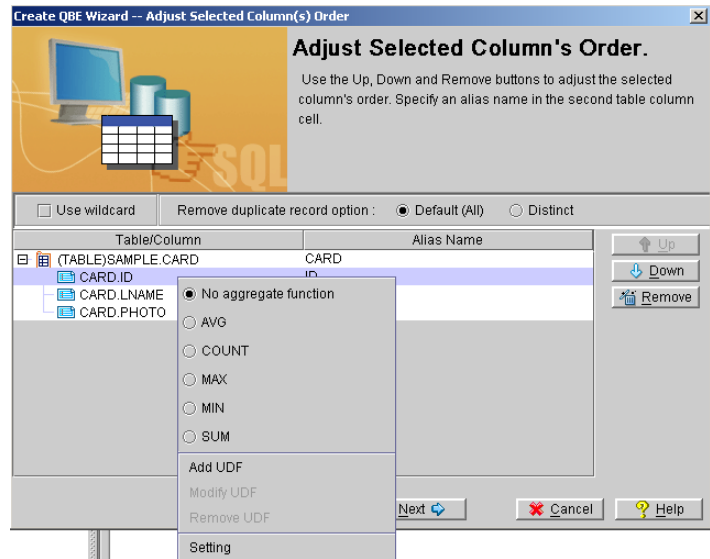 Create QBE Wizard -- Adjust Selected Column(s) Order
Adjust Selected Column's Order.
Use the Up, Down and Remove buttons to adjust the selected
column's order. Specify an alias name in the second table column
cell.
SQL
Use wildcard
Remove duplicate record option :
Default (All)
Distinct
Table/Column
Alias Name
(TABLE)SAMPLE.CARD
CARD
CARD.ID
ID
CARD.LNAME
CARD.PHOTO
Up
Down
Remove
No aggregate function
AVG
COUNT
MAX
MIN
SUM
Add UDF
Modify UDF
Remove UDF
Setting
Next
Cancel
Help